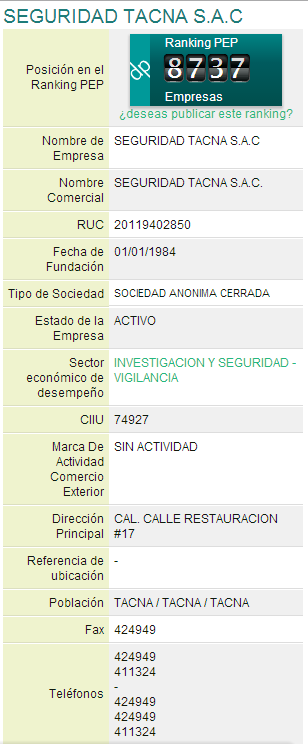 SEGURIDAD TACNA S.A.C
Posición en el
Ranking PEP
Ranking PEP
8737
Empresas
¿deseas publicar este ranking?
Nombre de
Empresa
SEGURIDAD TACNA S.A.C
Nombre
Comercial
SEGURIDAD TACNA S.A.C.
RUC
20119402850
Fecha de
Fundación
01/01/1984
Tipo de Sociedad
SOCIEDAD ANONIMA CERRADA
Estado de la
Empresa
ACTIVO
Sector
económico de
desempeño
INVESTIGACION Y SEGURIDAD -
VIGILANCIA
CIIU
74927
Marca De
Actividad
Comercio
Exterior
SIN ACTIVIDAD
Dirección
Principal
CAL. CALLE RESTAURACION
#17
Referencia de
ubicación
-
Población
TACNA / TACNA / TACNA
Fax
424949
Teléfonos
424949
411324
-
424949
424949
411324